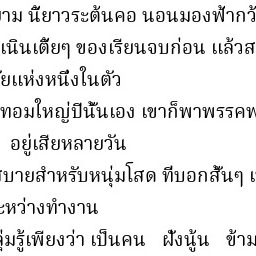 ยาม นี้ยาวระต้นคอ นอนมองฟ้ากว้
เนินเตี้ยๆ ของเรียนจบก่อน แล้วส
ัยแห่งหนึ่งในตัว
ทอมใหญ่ปีนั้นเอง เขาก็พาพรรคพ
อยู่เสียหลายวัน
บายสำหรับหนุ่มโสด ที่บอกสั้นๆ เ
ะหว่างทำงาน
ุ่มรู้เพียงว่า เป็นคน ฝั่งนู้น ข้าม